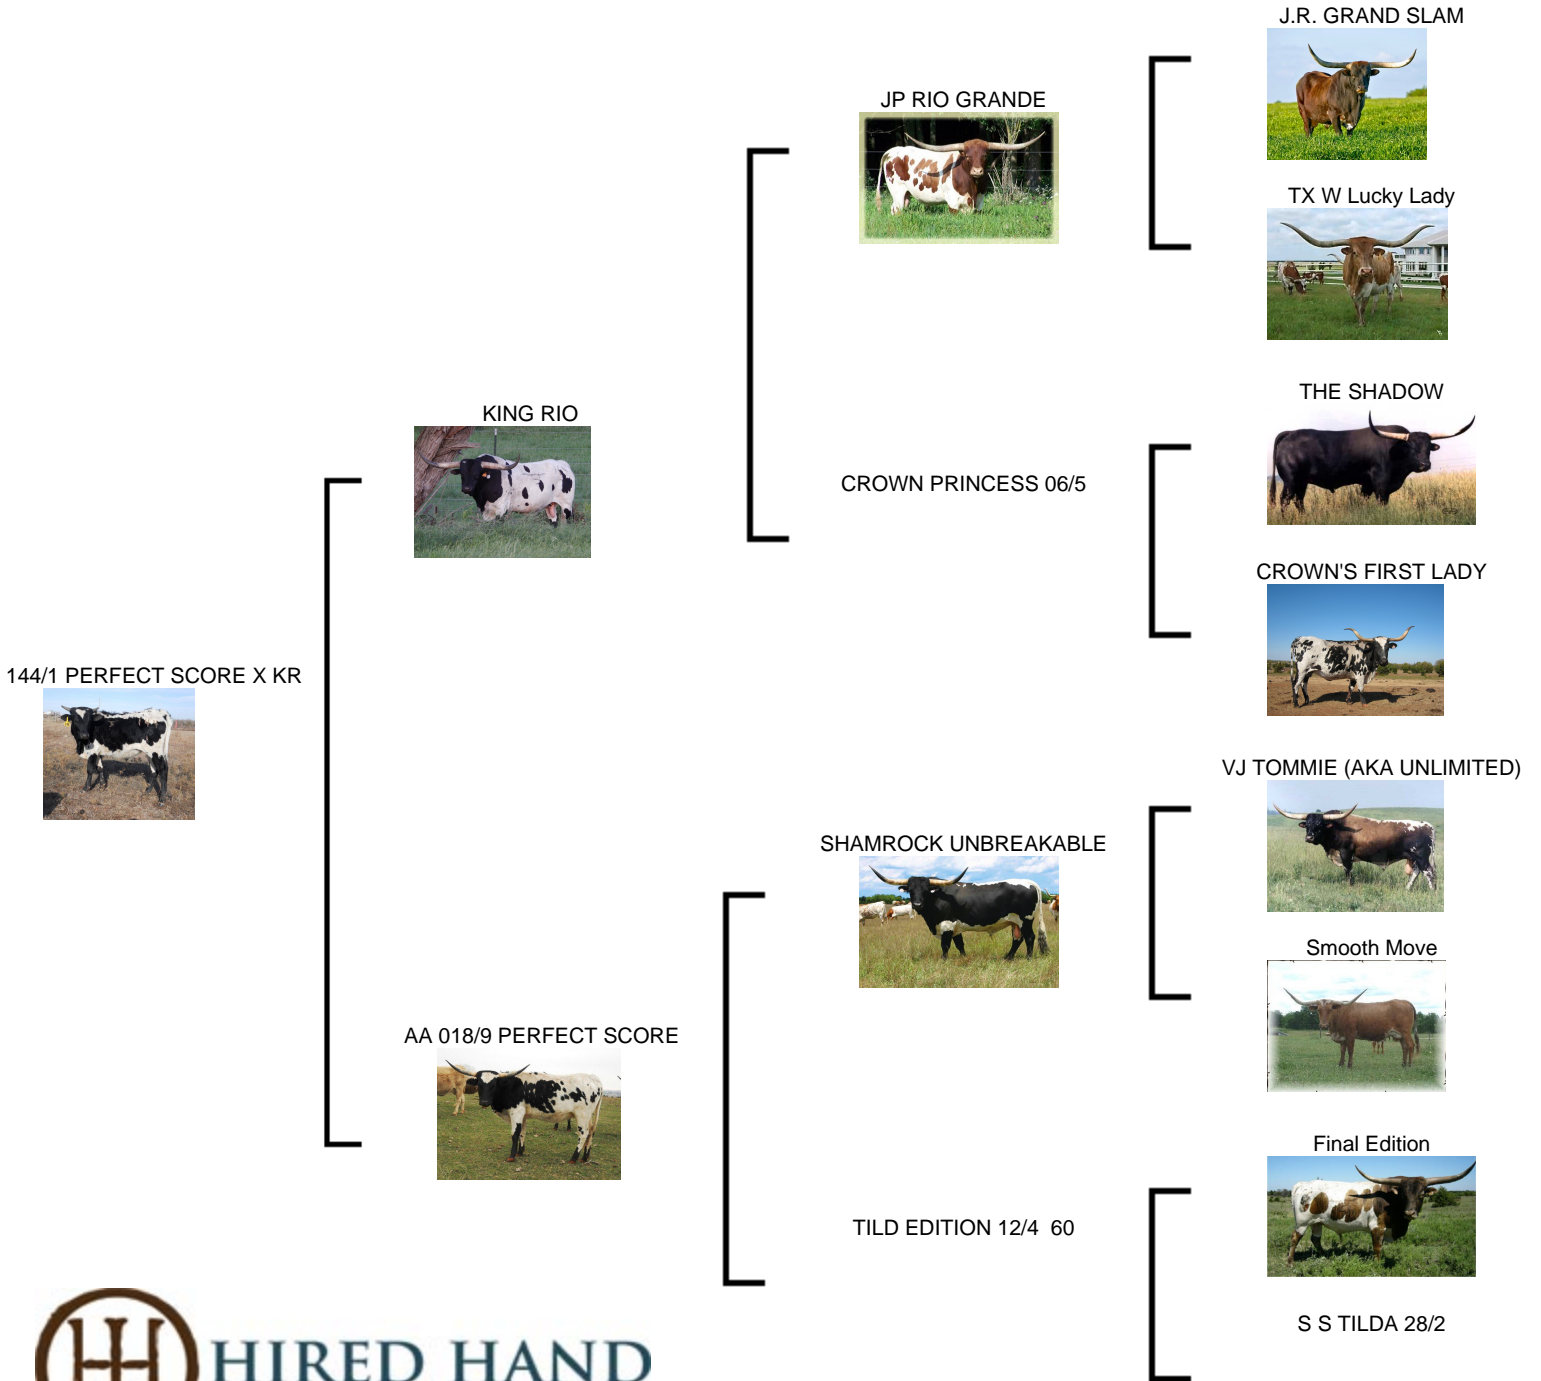 J.R. GRAND SLAM
JP RIO GRANDE
TX W Lucky Lady
THE SHADOW
KING RIO
CROWN PRINCESS 06/5
CROWN'S FIRST LADY
144/1 PERFECT SCORE X KR
VJ TOMMIE (AKA UNLIMITED)
SHAMROCK UNBREAKABLE
Smooth Move
AA 018/9 PERFECT SCORE
Final Edition
TILD EDITION 12/4  60
S S TILDA 28/2
HIRED HAND